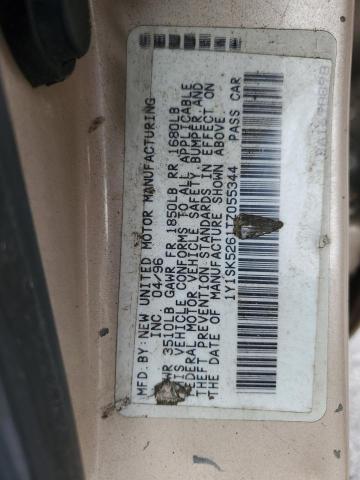 MFD.BY:NEW UNITED MOTOR MANUFACTURING
INC. 04/96
3510LB GAWR FR 1850LB RR 1680LB
VEHICLE CONFORMS TO ALL APPLICABLE
FEDERAL MOTOR VEHICLE SAFETY, BUMPER AND
THEFT PREVENTION STANDARDS IN EFFECT ON
THE DATE OF MANUFACTURE SHOWN ABOVE.
1Y1SK5261TZ055344 PASS CAR